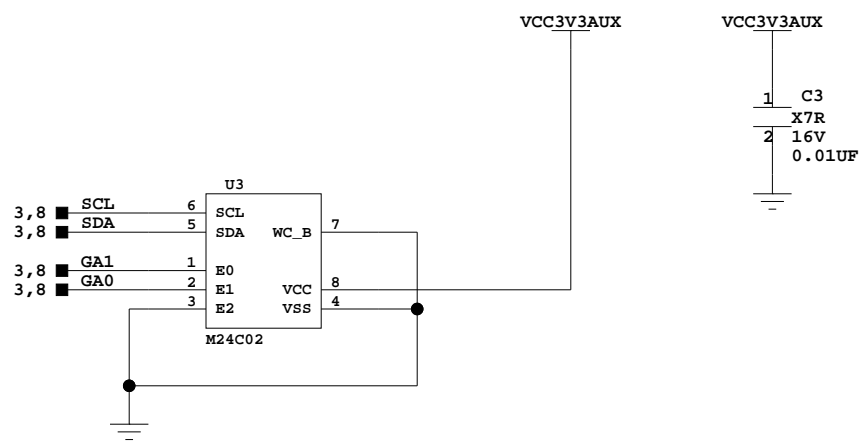 VCC3V3AUX VCC3V3AUX
1 C3
X7R
2 16V
0.01UF
U3
3,8 SCL 6 SCL
3,8 SDA 5 SDA WC_B 7
3,8 GA1 1 E0
3,8 GA0 2 E1 VCC 8
3 E2 VSS 4
M24C02